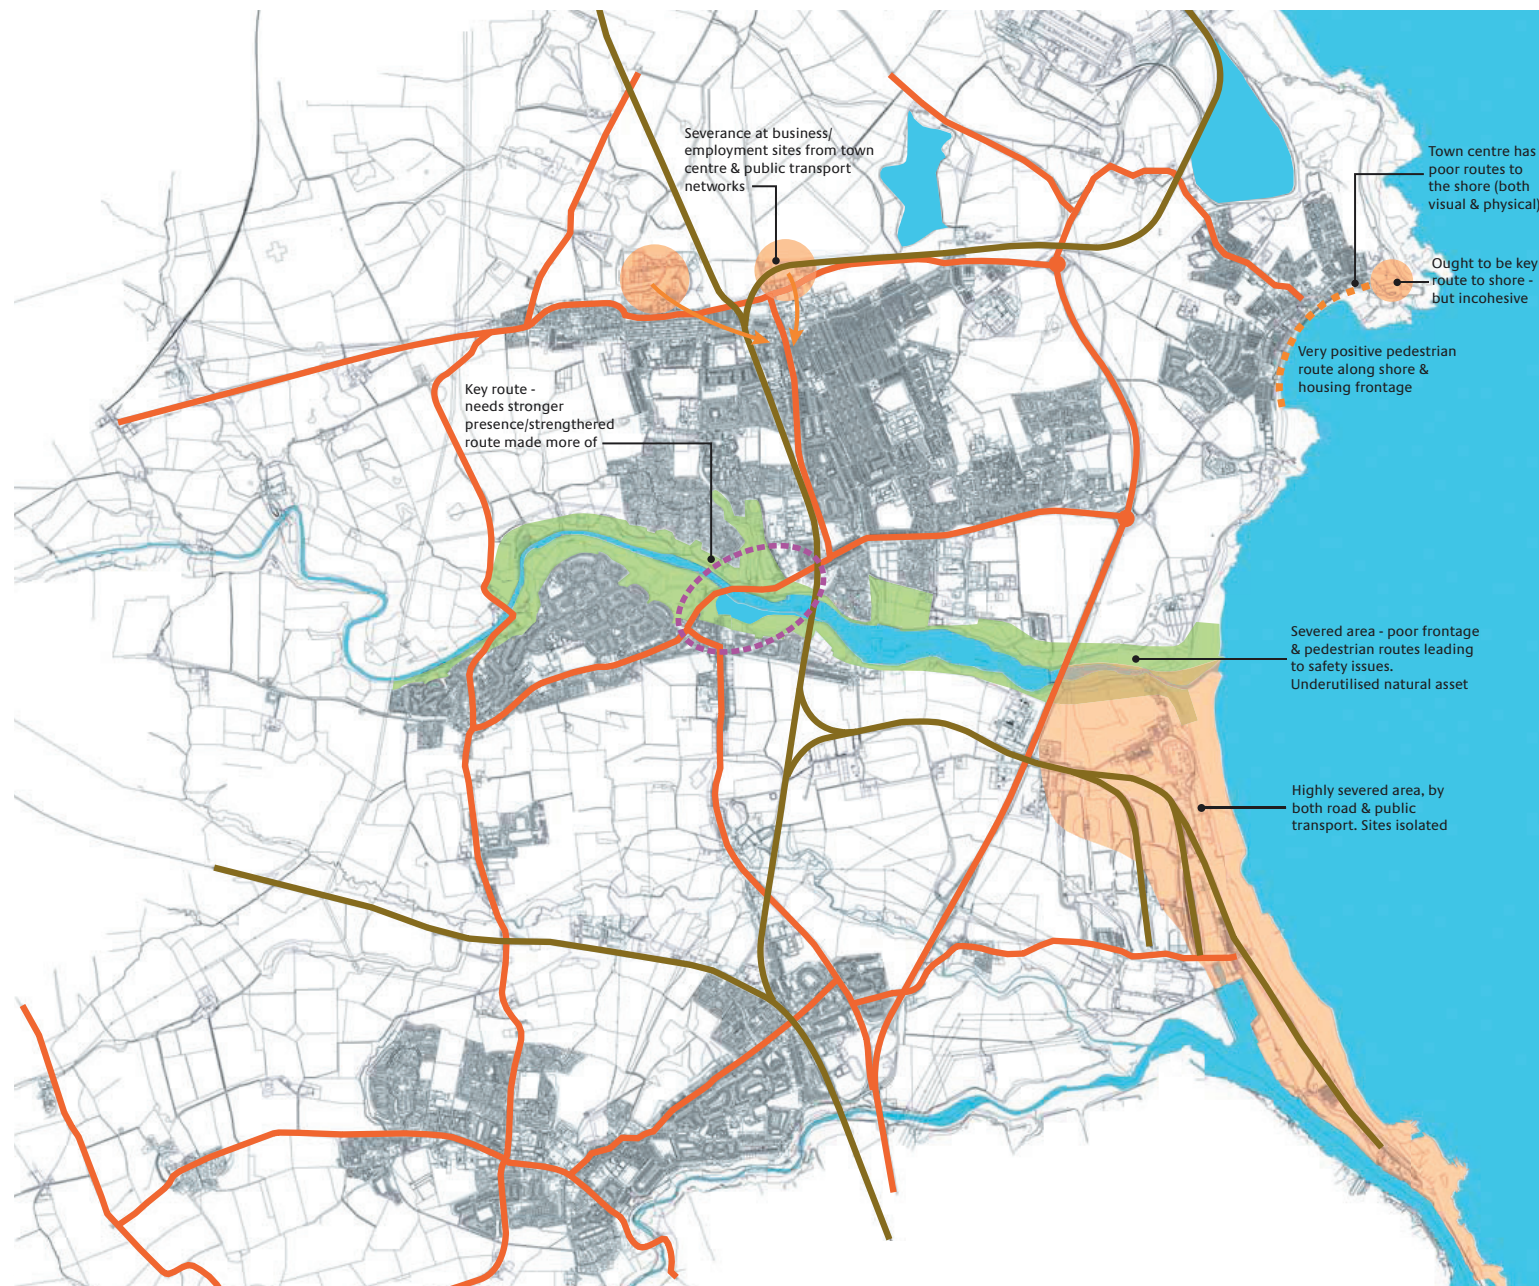 Severance at business/
employment sites from town
centre & public transport
networks
Town centre has
poor routes to
the shore (both
visual & physical)
Ought to be key
route to shore -
but incohesive
Very positive pedestrian
route along shore &
housing frontage
Key route -
needs stronger
presence/strengthered
route made more of
Severed area - poor frontage
& pedestrian routes leading
to safety issues.
Underutilised natural asset
Highly severed area, by
both road & public
transport. Sites isolated